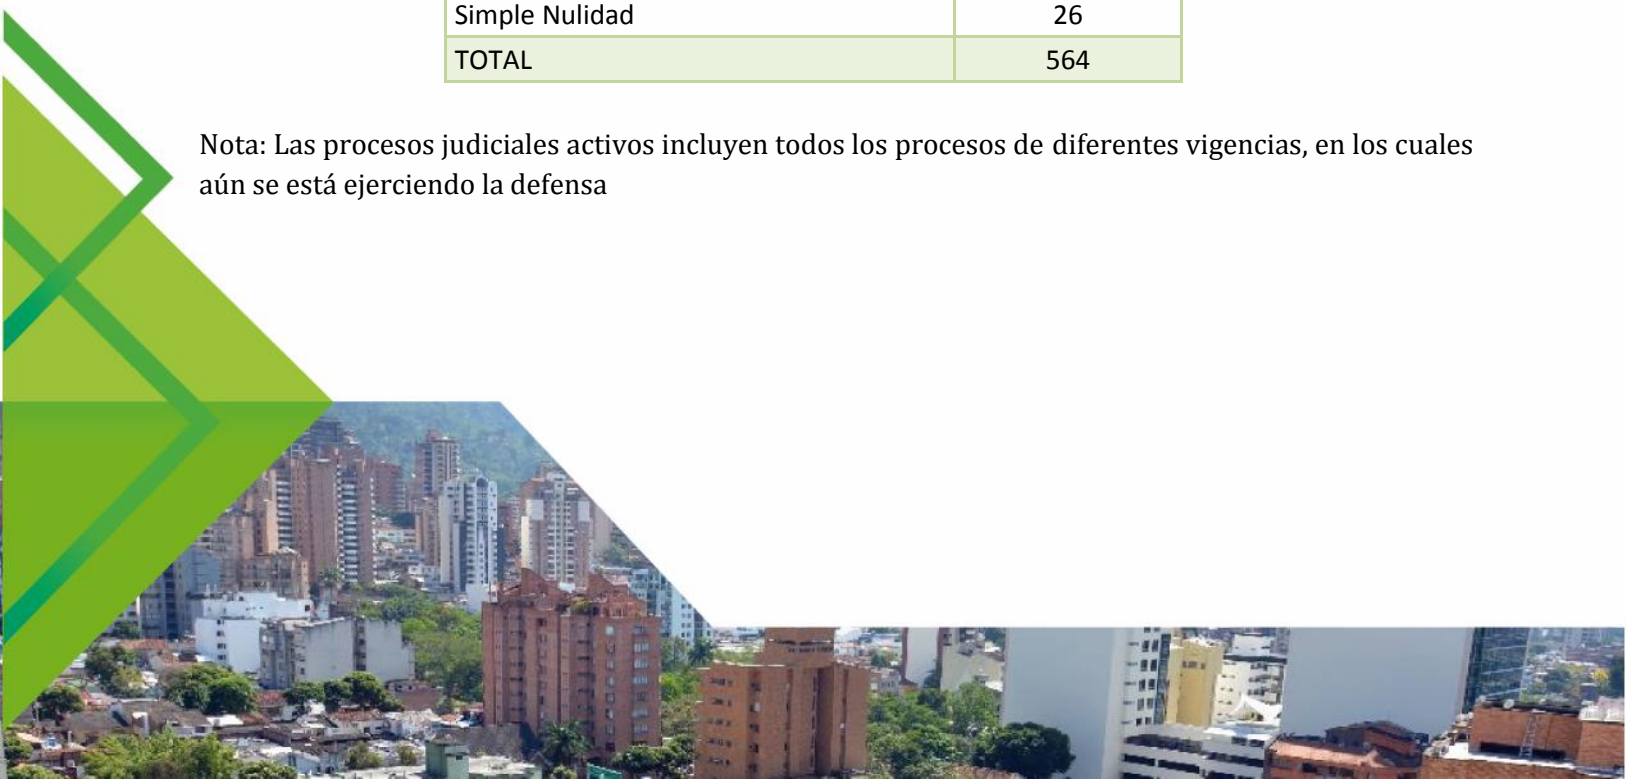 Simple Nulidad 26
TOTAL 564
Nota: Las procesos judiciales activos incluyen todos los procesos de diferentes vigencias, en los cuales
aún se está ejerciendo la defensa